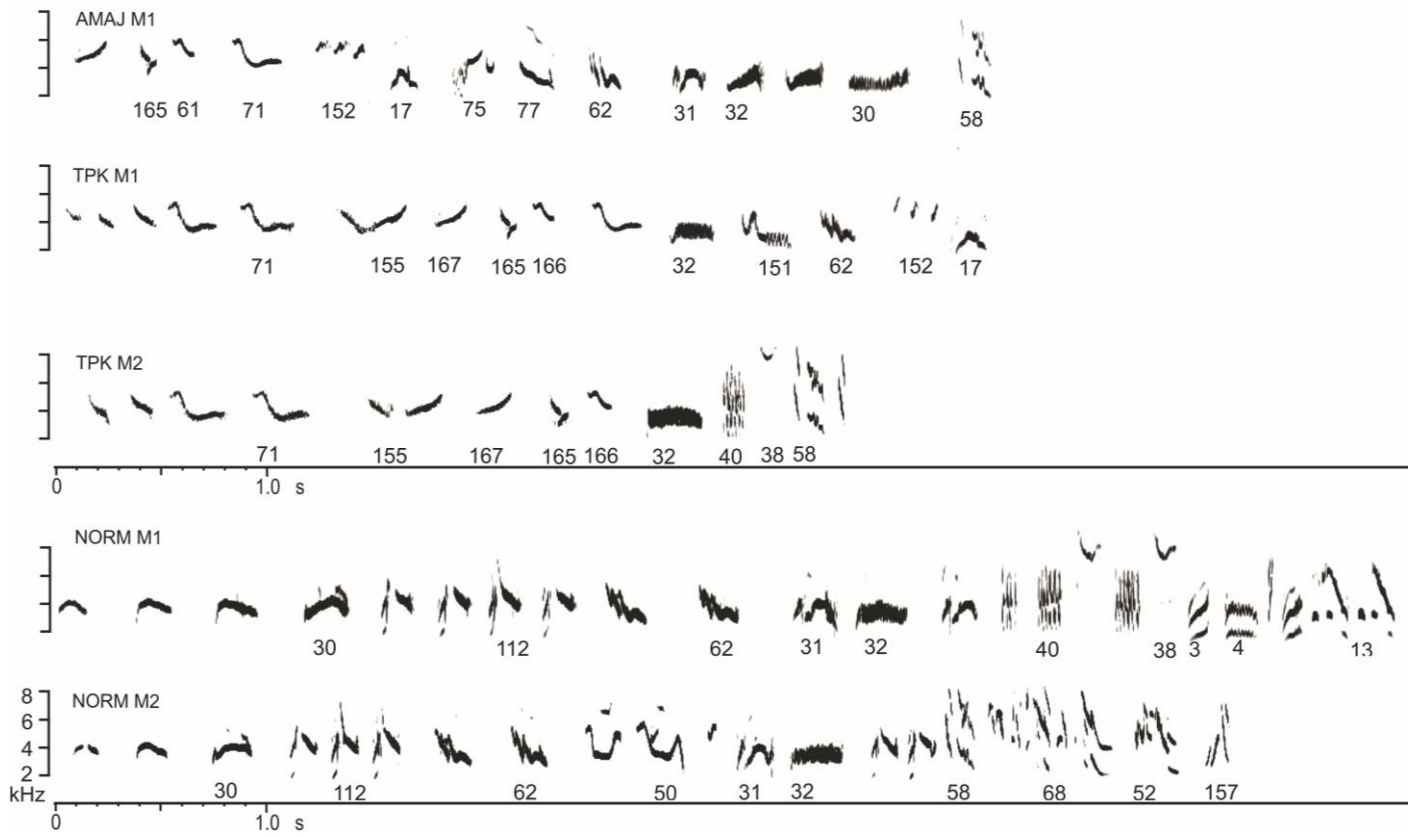 AMAJ M1
165 61 71 152 17 75 77 62 31 32 30 58
TPK M1
71 155 167 165 166 32 151 62 152 17
TPK M2
71 155 167 165 166 32 40 38 58
0 1.0 s
NORM M1
30 112 62 31 32 40 38 3 4 13
8 NORM M2
6
4
2
kHz 30 112 62 50 31 32 58 68 52 157
0 1.0 s